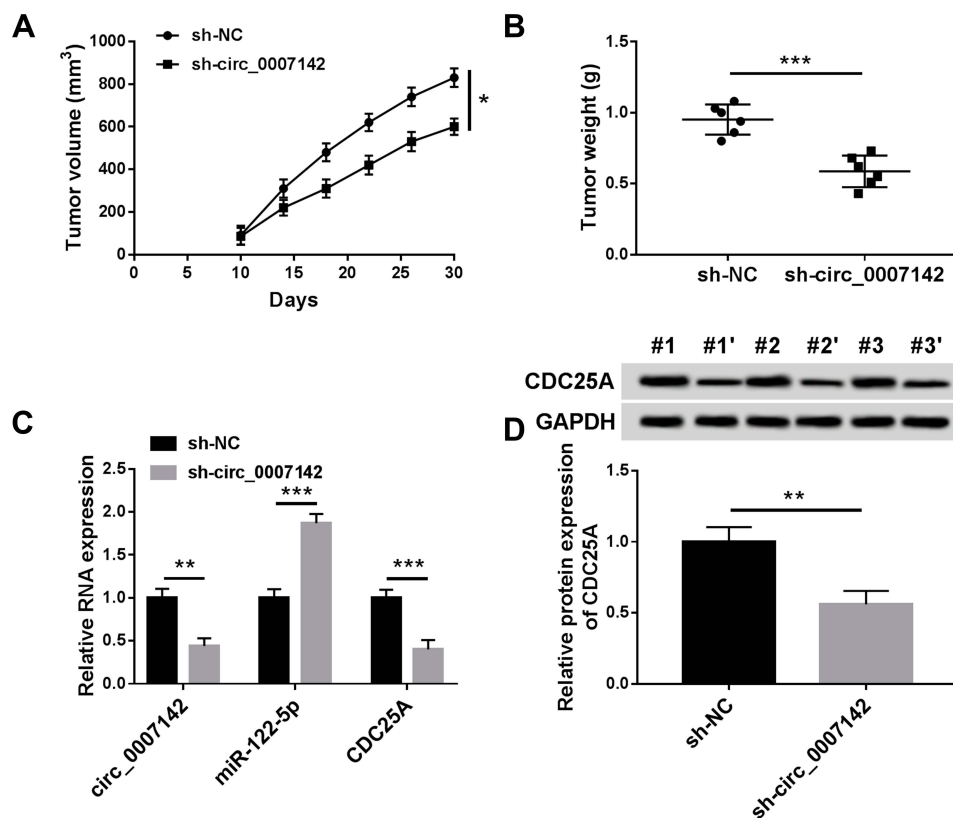 A
sh-NC
sh-circ_0007142
Tumor volume (mm³)
1000
800
600
400
200
0
0 5 10 15 20 25 30
Days
*
B
Tumor weight (g)
1.5
1.0
0.5
0.0
***
sh-NC sh-circ_0007142
C
sh-NC
sh-circ_0007142
Relative RNA expression
2.5
2.0
1.5
1.0
0.5
0.0
** *** ***
circ_0007142 miR-122-5p CDC25A
#1 #1' #2 #2' #3 #3'
CDC25A
GAPDH
D
Relative protein expression
of CDC25A
1.5
1.0
0.5
0.0
**
sh-NC sh-circ_0007142